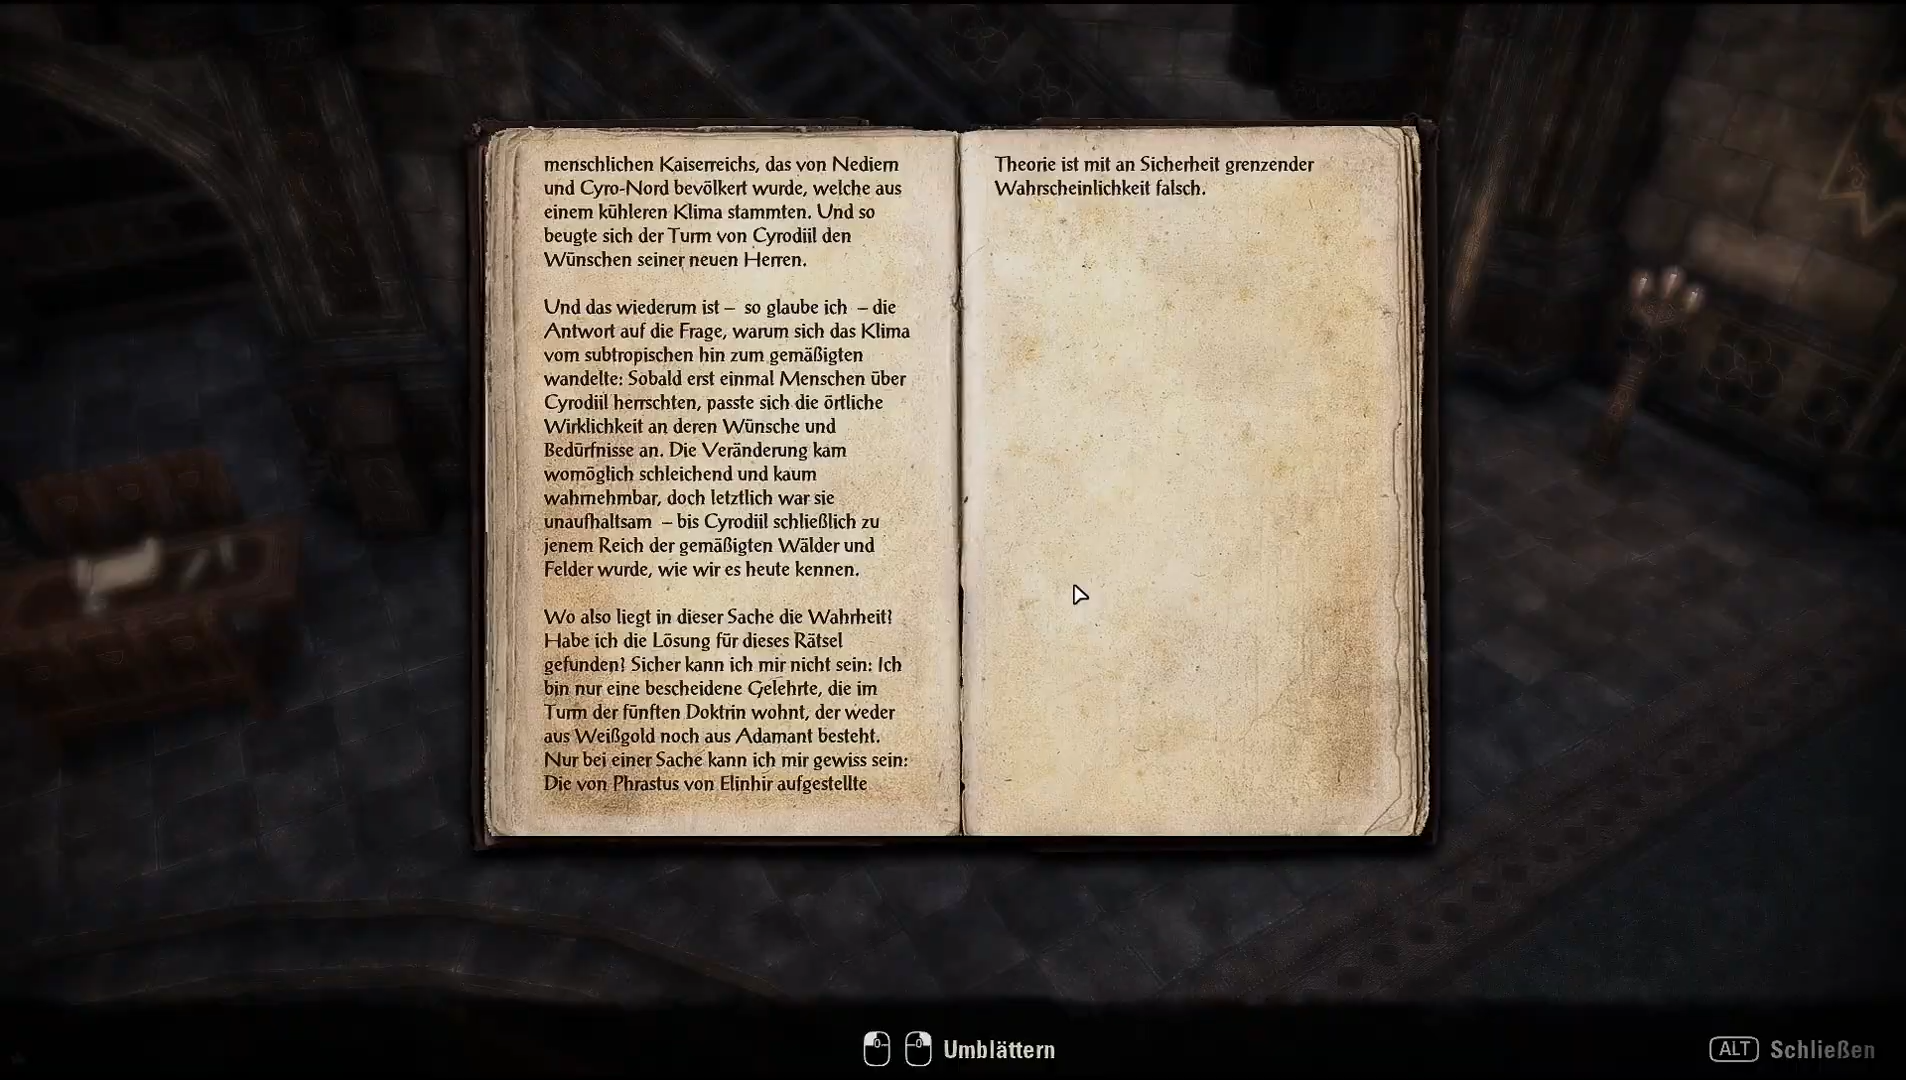 menschlichen Kaiserreichs, das von Nediern
und Cyro-Nord bevölkert wurde, welche aus
einem kühleren Klima stammten. Und so
beugte sich der Turm von Cyrodiil den
Wünschen seiner neuen Herren.
Und das wiederum ist – so glaube ich – die
Antwort auf die Frage, warum sich das Klima
vom subtropischen hin zum gemäßigten
wandelte: Sobald erst einmal Menschen über
Cyrodiil herrschten, passte sich die örtliche
Wirklichkeit an deren Wünsche und
Bedürfnisse an. Die Veränderung kam
womöglich schleichend und kaum
wahrnehmbar, doch letztlich war sie
unaufhaltsam – bis Cyrodiil schließlich zu
jenem Reich der gemäßigten Wälder und
Felder wurde, wie wir es heute kennen.
Wo also liegt in dieser Sache die Wahrheit?
Habe ich die Lösung für dieses Rätsel
gefunden? Sicher kann ich mir nicht sein: Ich
bin nur eine bescheidene Gelehrte, die im
Turm der fünften Doktrin wohnt, der weder
aus Weißgold noch aus Adamant besteht.
Nur bei einer Sache kann ich mir gewiss sein:
Die von Phrastus von Elinhir aufgestellte
Theorie ist mit an Sicherheit grenzender
Wahrscheinlichkeit falsch.
Umblättern
ALT Schließen